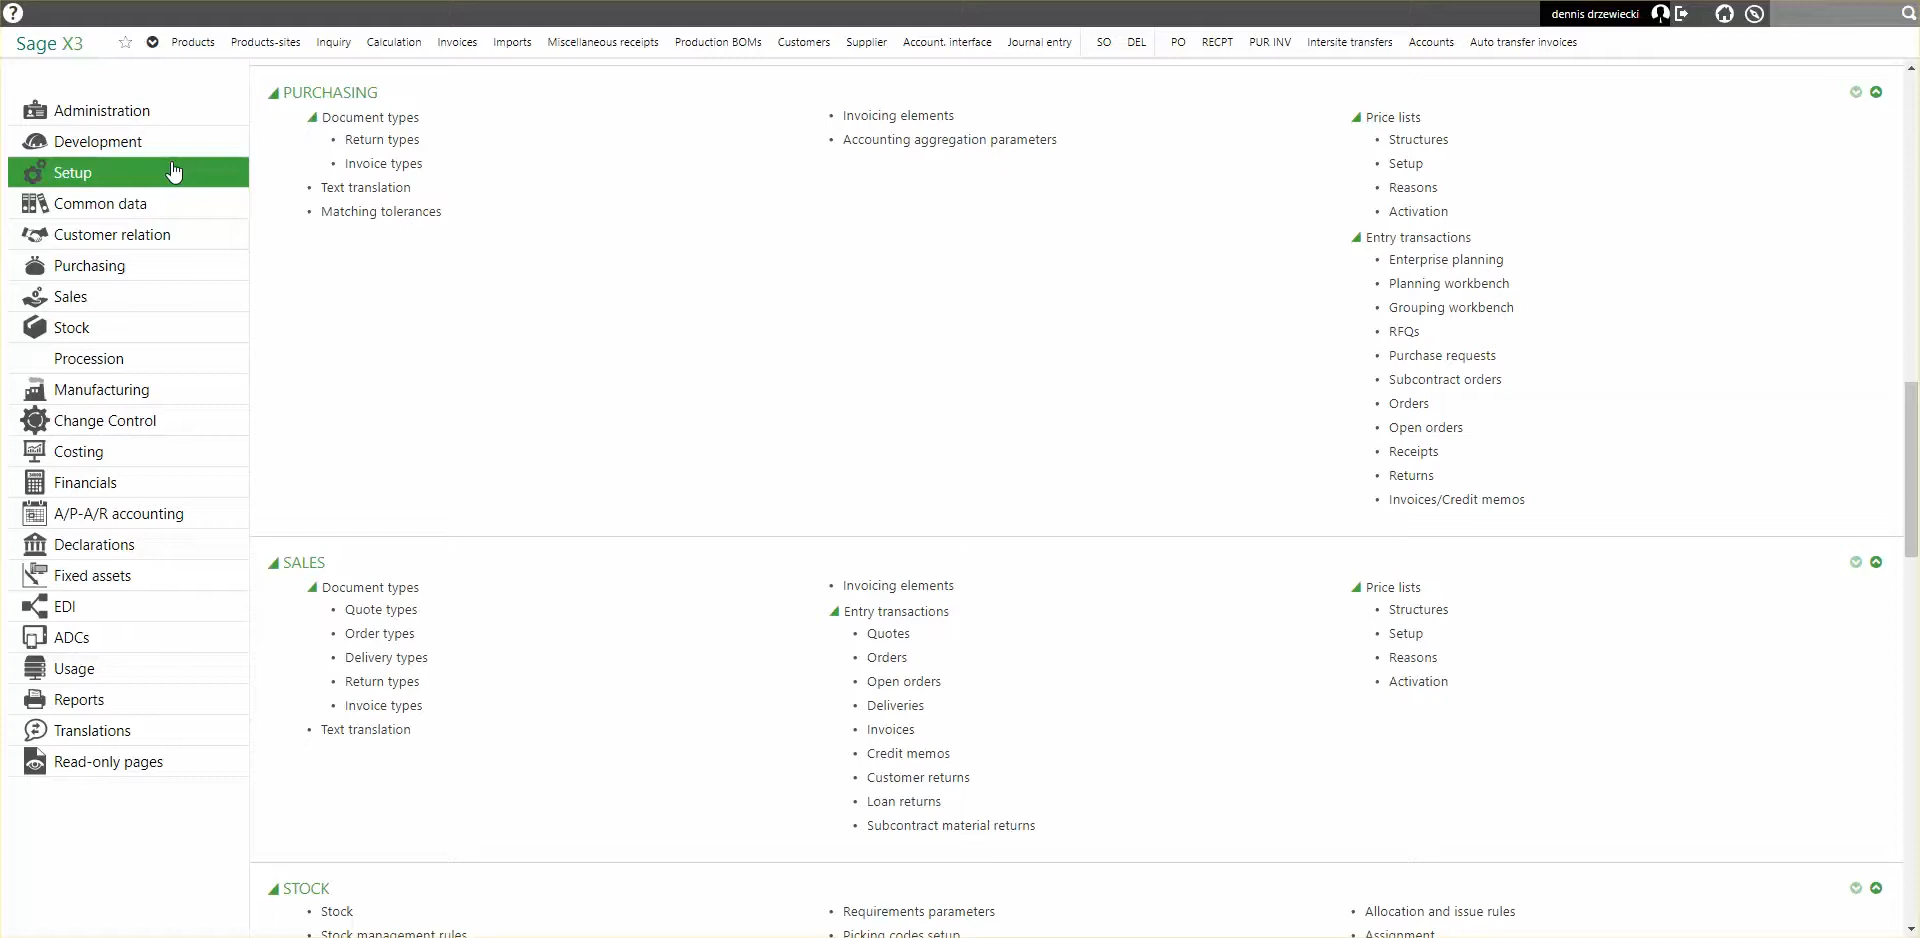 ?
dennis drzewiecki
Sage X3
Products
Products-sites
Inquiry
Calculation
Invoices
Imports
Miscellaneous receipts
Production BOMs
Customers
Supplier
Account. interface
Journal entry
SO
DEL
PO
RECPT
PUR INV
Intersite transfers
Accounts
Auto transfer invoices
Administration
Development
Setup
Common data
Customer relation
Purchasing
Sales
Stock
Procession
Manufacturing
Change Control
Costing
Financials
A/P-A/R accounting
Declarations
Fixed assets
EDI
ADCs
Usage
Reports
Translations
Read-only pages
PURCHASING
Document types
Return types
Invoice types
Text translation
Matching tolerances
Invoicing elements
Accounting aggregation parameters
Price lists
Structures
Setup
Reasons
Activation
Entry transactions
Enterprise planning
Planning workbench
Grouping workbench
RFQs
Purchase requests
Subcontract orders
Orders
Open orders
Receipts
Returns
Invoices/Credit memos
SALES
Document types
Quote types
Order types
Delivery types
Return types
Invoice types
Text translation
Invoicing elements
Entry transactions
Quotes
Orders
Open orders
Deliveries
Invoices
Credit memos
Customer returns
Loan returns
Subcontract material returns
Price lists
Structures
Setup
Reasons
Activation
STOCK
Stock
Stock management rules
Requirements parameters
Picking codes setup
Allocation and issue rules
Assignment